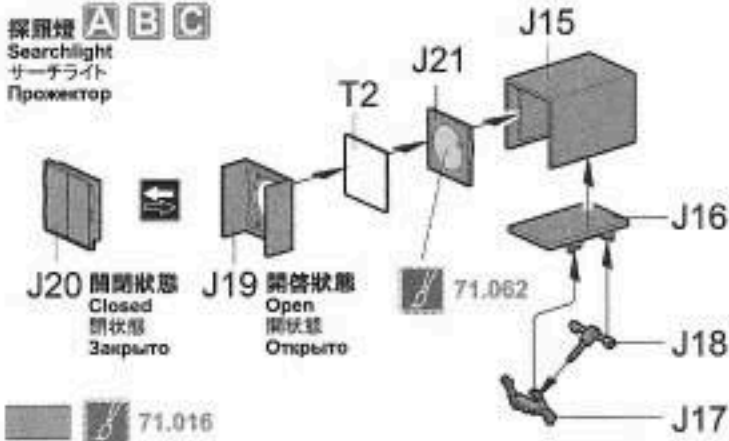 探照燈 A B C
Searchlight
サーチライト
Прожектор
J15
J21
T2
J16
J20 關閉狀態
Closed
閉状態
Закрыто
J19 開啓狀態
Open
開状態
Открыто
71.062
J18
J17
71.016